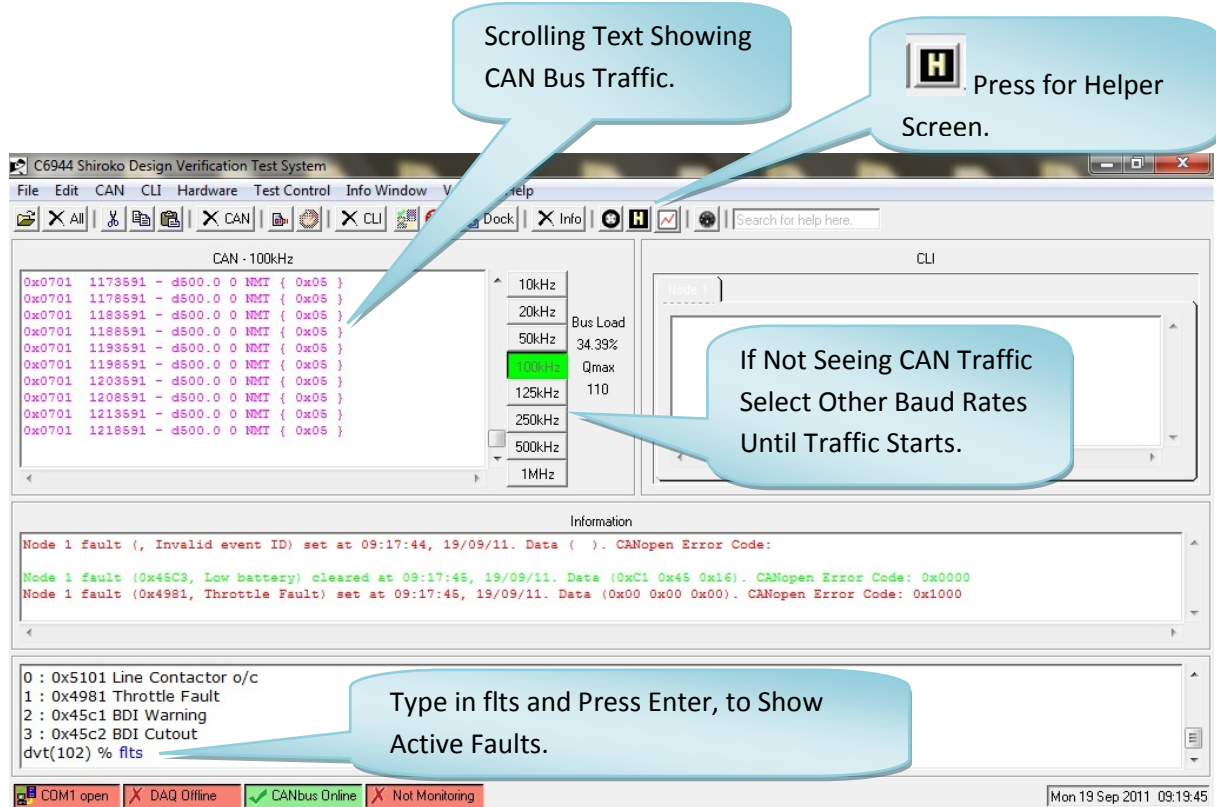 Scrolling Text Showing
CAN Bus Traffic.
H Press for Helper
Screen.
C6944 Shiroko Design Verification Test System
File Edit CAN CLI Hardware Test Control Info Window V Help
All CAN CLI Dock Info H Search for help here.
CAN - 100kHz
0x0701 1173591 - d500.0 0 NMT { 0x05 }
0x0701 1178591 - d500.0 0 NMT { 0x05 }
0x0701 1183591 - d500.0 0 NMT { 0x05 }
0x0701 1188591 - d500.0 0 NMT { 0x05 }
0x0701 1193591 - d500.0 0 NMT { 0x05 }
0x0701 1198591 - d500.0 0 NMT { 0x05 }
0x0701 1203591 - d500.0 0 NMT { 0x05 }
0x0701 1208591 - d500.0 0 NMT { 0x05 }
0x0701 1213591 - d500.0 0 NMT { 0x05 }
0x0701 1218591 - d500.0 0 NMT { 0x05 }
10kHz
20kHz
50kHz
100kHz
125kHz
250kHz
500kHz
1MHz
Bus Load
34.39%
Qmax
110
CLI
Node 1
If Not Seeing CAN Traffic
Select Other Baud Rates
Until Traffic Starts.
Information
Node 1 fault (, Invalid event ID) set at 09:17:44, 19/09/11. Data ( ). CANopen Error Code:
Node 1 fault (0x45C3, Low battery) cleared at 09:17:45, 19/09/11. Data (0xC1 0x45 0x16). CANopen Error Code: 0x0000
Node 1 fault (0x4981, Throttle Fault) set at 09:17:45, 19/09/11. Data (0x00 0x00 0x00). CANopen Error Code: 0x1000
0 : 0x5101 Line Contactor o/c
1 : 0x4981 Throttle Fault
2 : 0x45c1 BDI Warning
3 : 0x45c2 BDI Cutout
dvt(102) % flts
Type in flts and Press Enter, to Show
Active Faults.
COM1 open DAQ Offline CANbus Online Not Monitoring
Mon 19 Sep 2011 09:19:45